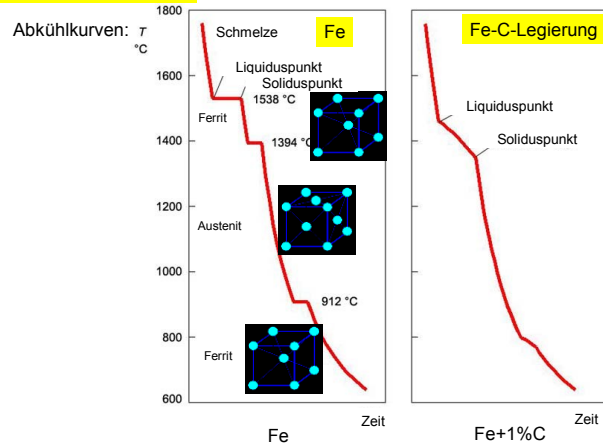 Abkühlkurven:
T
°C
1800
1600
1400
1200
1000
800
600
Schmelze
Fe
Liquiduspunkt
Soliduspunkt
1538 °C
Ferrit
1394 °C
Austenit
912 °C
Ferrit
Zeit
Fe
Fe-C-Legierung
Liquiduspunkt
Soliduspunkt
Zeit
Fe+1%C